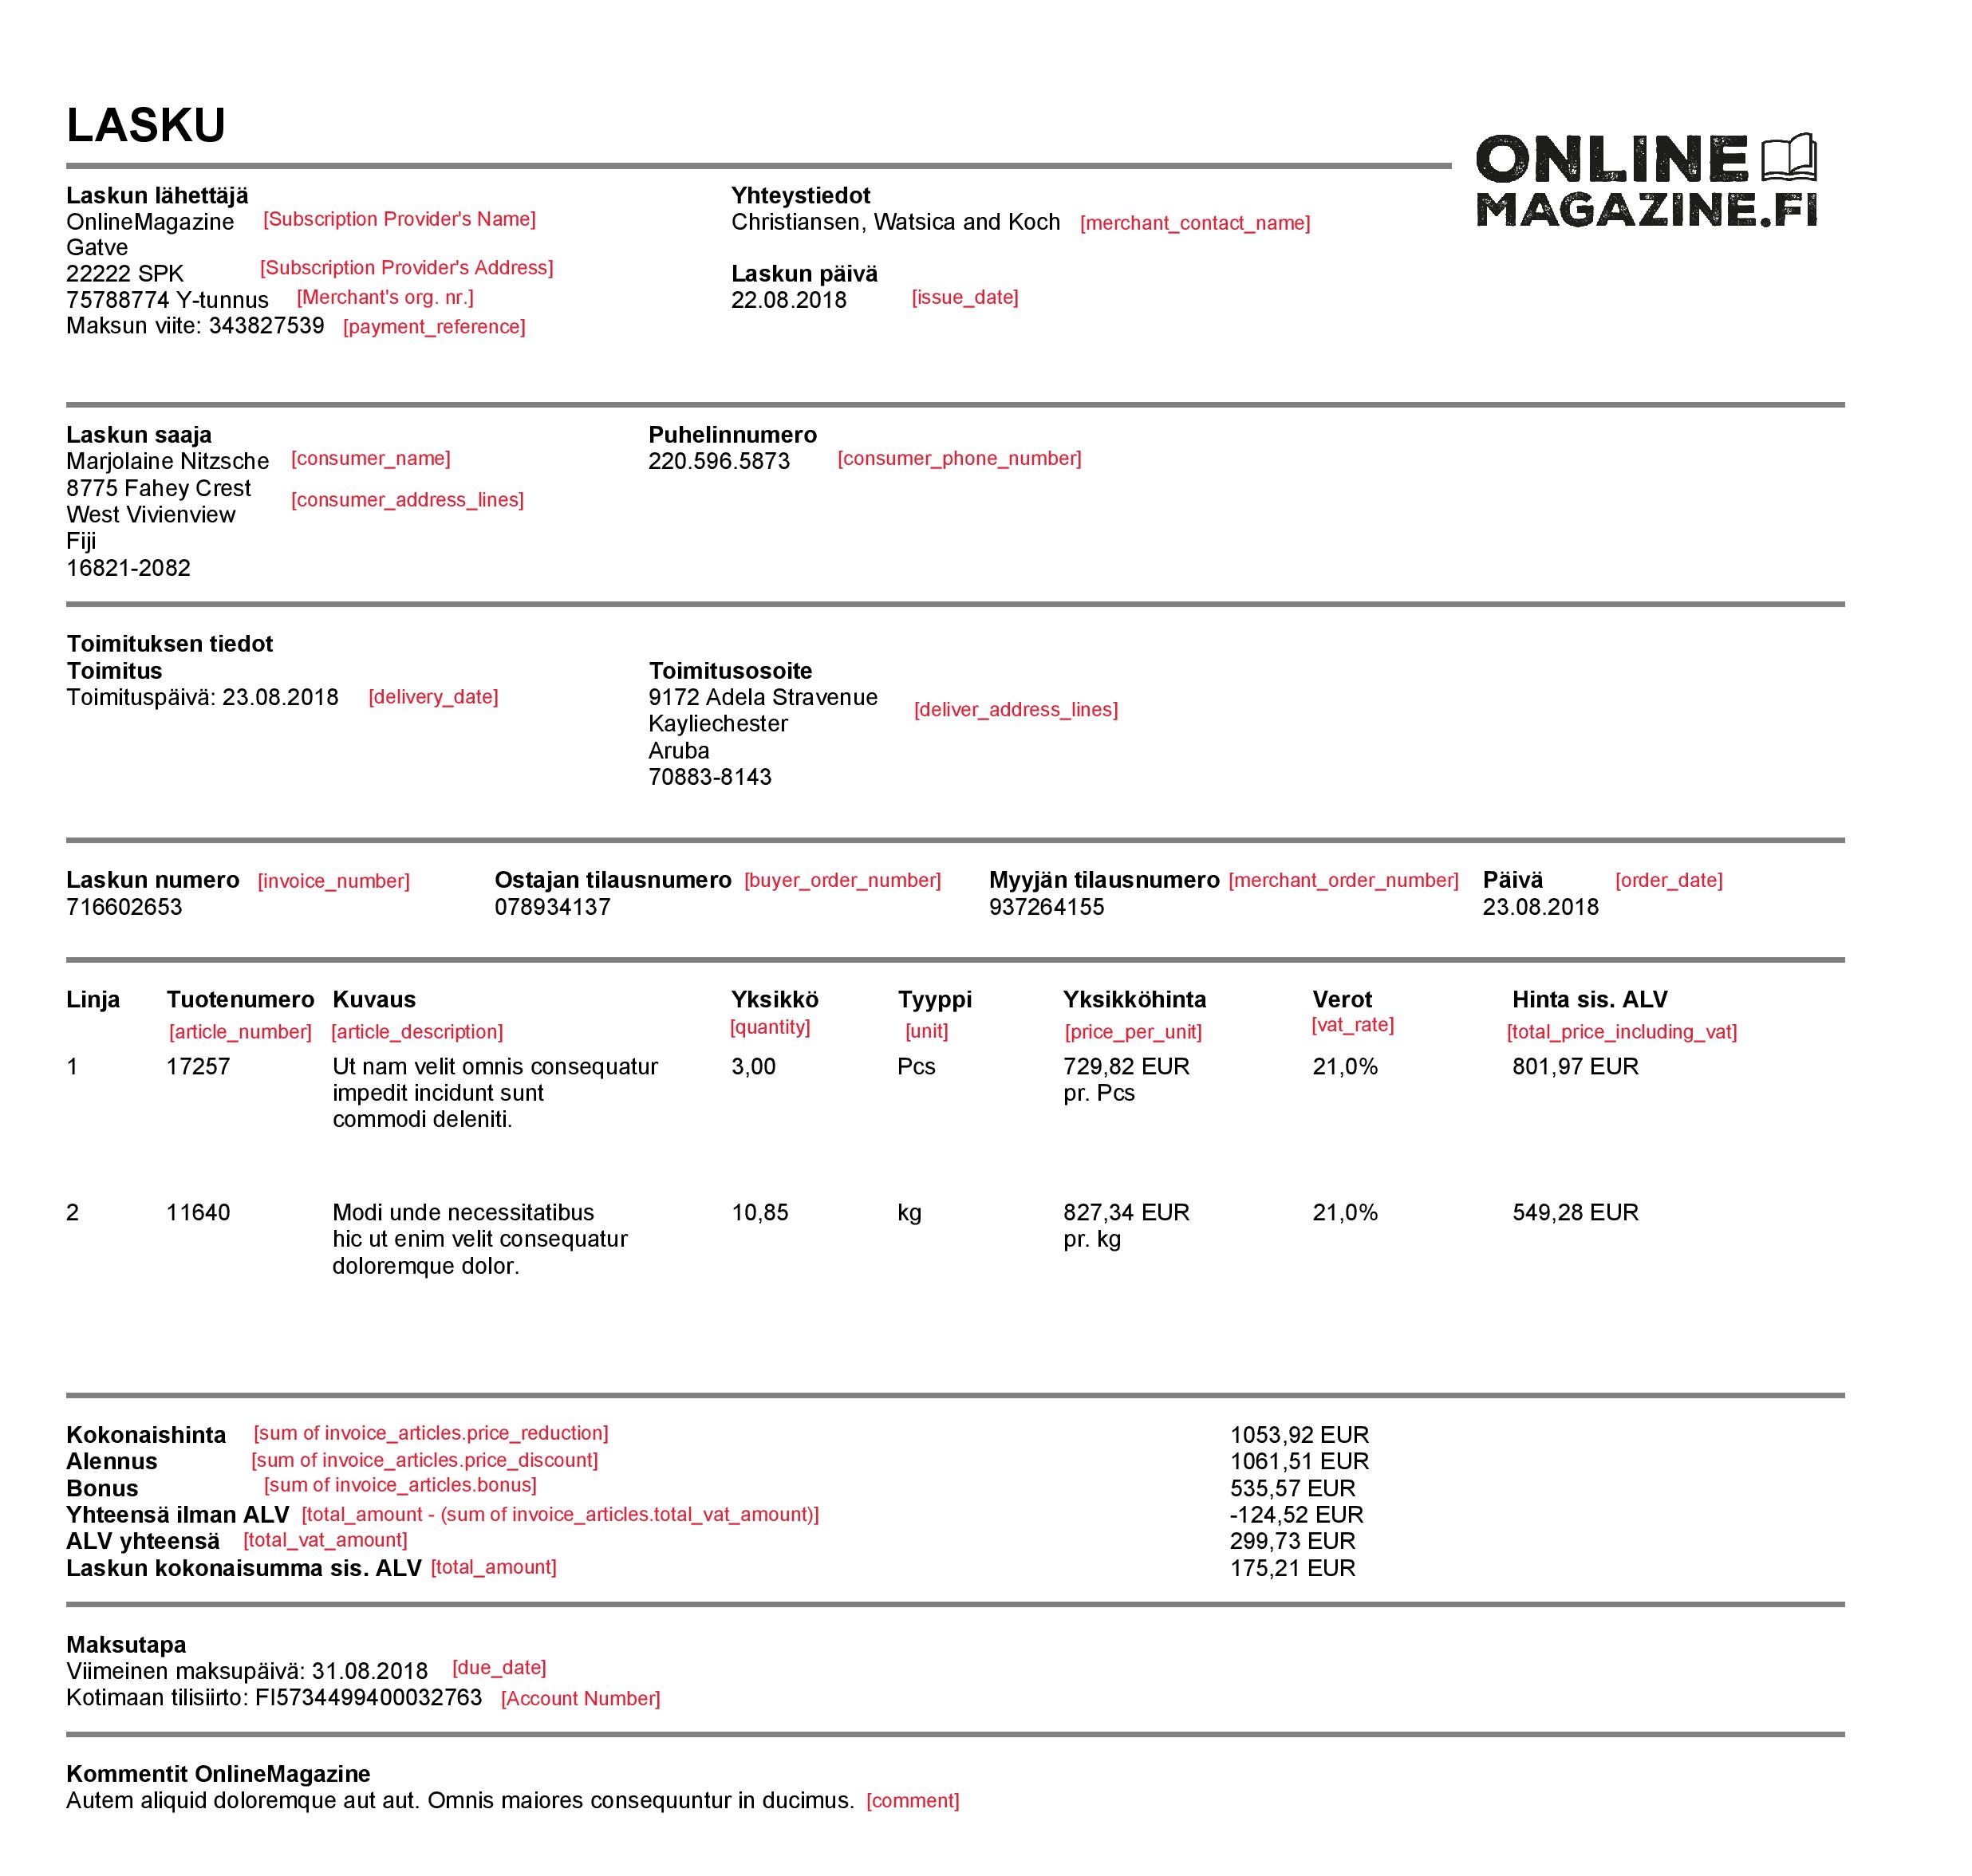 LASKU
ONLINE
MAGAZINE.FI
Laskun lähettäjä
OnlineMagazine [Subscription Provider's Name]
Gatve
22222 SPK [Subscription Provider's Address]
75788774 Y-tunnus [Merchant's org. nr.]
Maksun viite: 343827539 [payment_reference]
Yhteystiedot
Christiansen, Watsica and Koch [merchant_contact_name]
Laskun päivä
22.08.2018 [issue_date]
Laskun saaja
Marjolaine Nitzsche [consumer_name]
8775 Fahey Crest [consumer_address_lines]
West Vivienview
Fiji
16821-2082
Puhelinnumero
220.596.5873 [consumer_phone_number]
Toimituksen tiedot
Toimitus
Toimituspäivä: 23.08.2018 [delivery_date]
Toimitusosoite
9172 Adela Stravenue [deliver_address_lines]
Kayliechester
Aruba
70883-8143
Laskun numero [invoice_number] Ostajan tilausnumero [buyer_order_number] Myyjän tilausnumero [merchant_order_number] Päivä [order_date]
716602653 078934137 937264155 23.08.2018
Linja Tuotenumero Kuvaus Yksikkö Tyyppi Yksikköhinta Verot Hinta sis. ALV
[article_number] [article_description] [quantity] [unit] [price_per_unit] [vat_rate] [total_price_including_vat]
1 17257 Ut nam velit omnis consequatur 3,00 Pcs 729,82 EUR 21,0% 801,97 EUR
impedit incidunt sunt pr. Pcs
commodi deleniti.
2 11640 Modi unde necessitatibus 10,85 kg 827,34 EUR 21,0% 549,28 EUR
hic ut enim velit consequatur pr. kg
doloremque dolor.
Kokonaishinta [sum of invoice_articles.price_reduction] 1053,92 EUR
Alennus [sum of invoice_articles.price_discount] 1061,51 EUR
Bonus [sum of invoice_articles.bonus] 535,57 EUR
Yhteensä ilman ALV [total_amount - (sum of invoice_articles.total_vat_amount)] -124,52 EUR
ALV yhteensä [total_vat_amount] 299,73 EUR
Laskun kokonaisumma sis. ALV [total_amount] 175,21 EUR
Maksutapa
Viimeinen maksupäivä: 31.08.2018 [due_date]
Kotimaan tilisiirto: FI5734499400032763 [Account Number]
Kommentit OnlineMagazine
Autem aliquid doloremque aut aut. Omnis maiores consequuntur in ducimus. [comment]